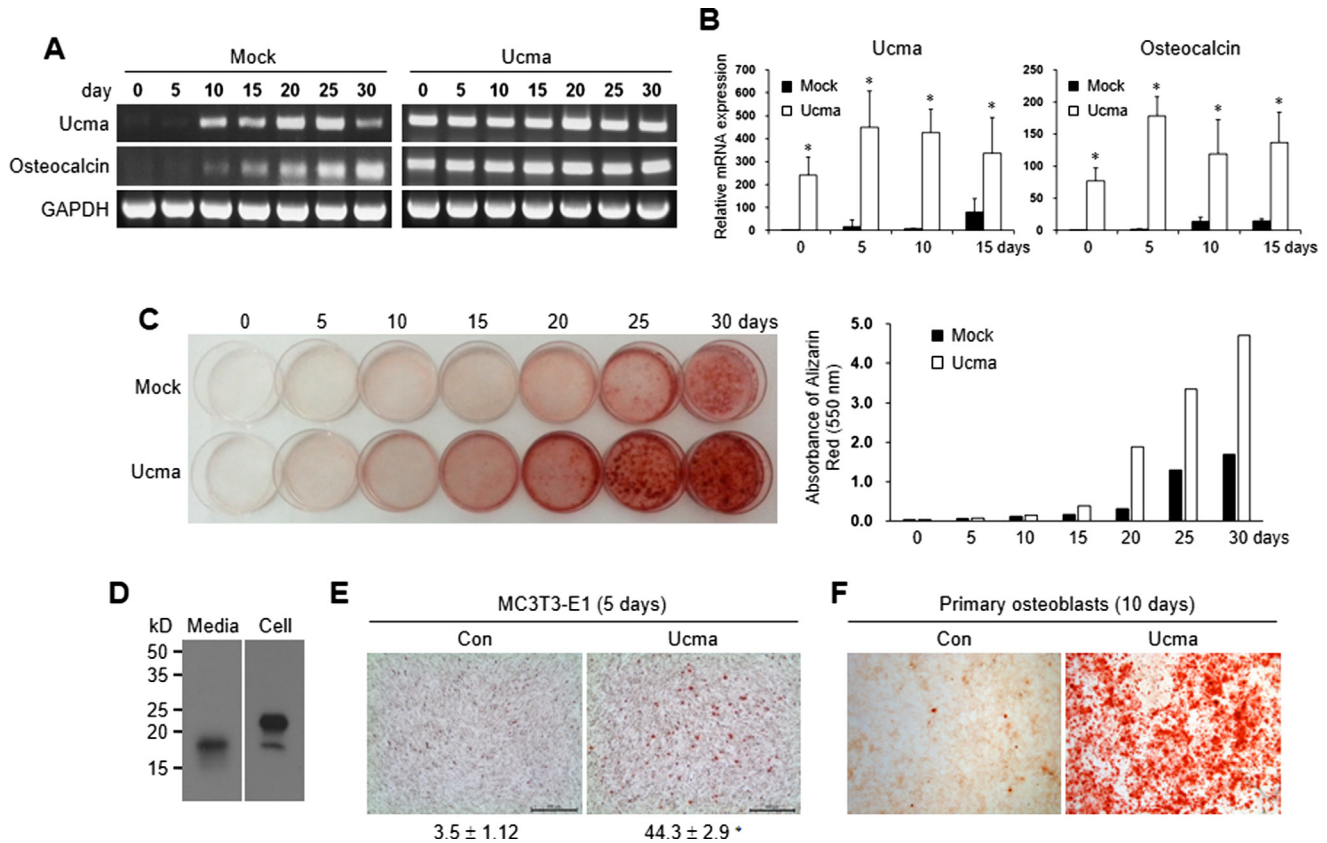 A
Mock
Ucma
day 0 5 10 15 20 25 30 0 5 10 15 20 25 30
Ucma
Osteocalcin
GAPDH
B
Ucma
Osteocalcin
Relative mRNA expression
700
600
500
400
300
200
100
0
Mock
Ucma
* * * *
0 5 10 15 days
250
200
150
100
50
0
Mock
Ucma
* * * *
0 5 10 15 days
C
0 5 10 15 20 25 30 days
Mock
Ucma
Absorbance of Alizarin
Red (550 nm)
5.0
4.0
3.0
2.0
1.0
0.0
Mock
Ucma
0 5 10 15 20 25 30 days
D
kD Media Cell
50
35
25
20
15
E
MC3T3-E1 (5 days)
Con Ucma
3.5 ± 1.12 44.3 ± 2.9 *
F
Primary osteoblasts (10 days)
Con Ucma